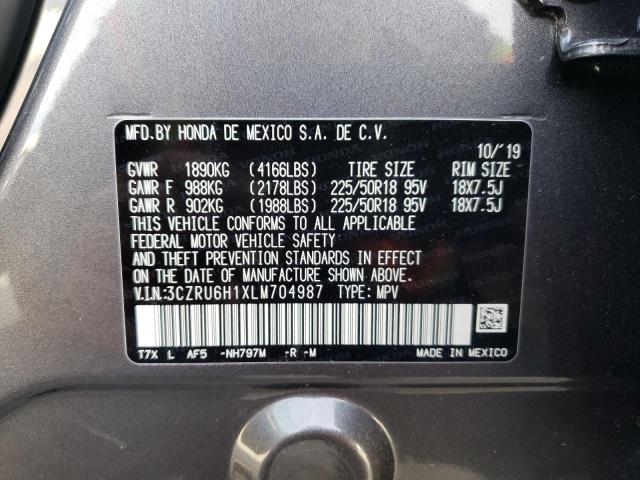 MFD.BY HONDA DE MEXICO S.A. DE C.V.
10/'19
GVWR 1890KG (4166LBS) TIRE SIZE RIM SIZE
GAWR F 988KG (2178LBS) 225/50R18 95V 18X7.5J
GAWR R 902KG (1988LBS) 225/50R18 95V 18X7.5J
THIS VEHICLE CONFORMS TO ALL APPLICABLE
FEDERAL MOTOR VEHICLE SAFETY
AND THEFT PREVENTION STANDARDS IN EFFECT
ON THE DATE OF MANUFACTURE SHOWN ABOVE.
V.I.N.:3CZRU6H1XLM704987 TYPE: MPV
T7X L AF5 -NH797M -R -M MADE IN MEXICO